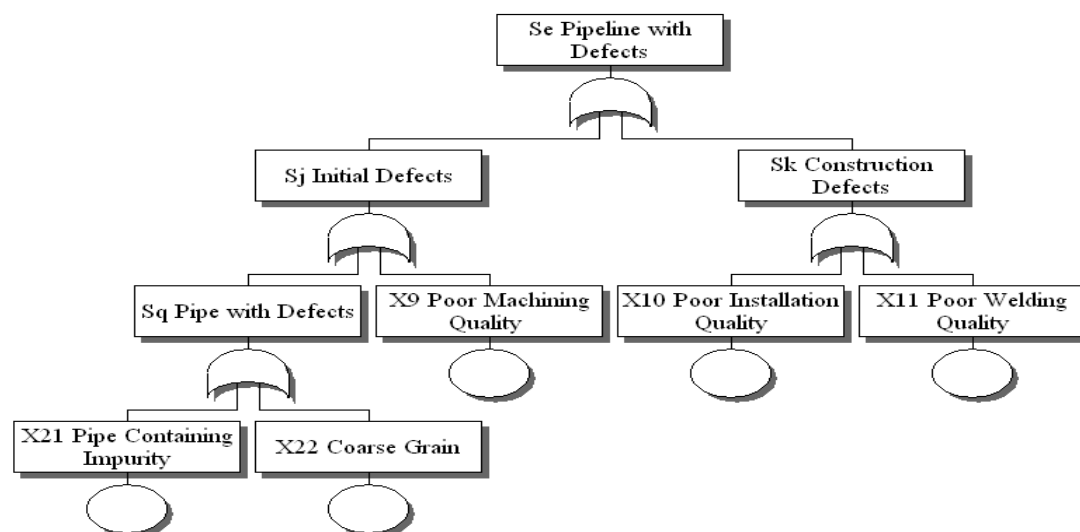 Se Pipeline with
Defects
Sj Initial Defects
Sk Construction
Defects
Sq Pipe with Defects
X9 Poor Machining
Quality
X10 Poor Installation
Quality
X11 Poor Welding
Quality
X21 Pipe Containing
Impurity
X22 Coarse Grain